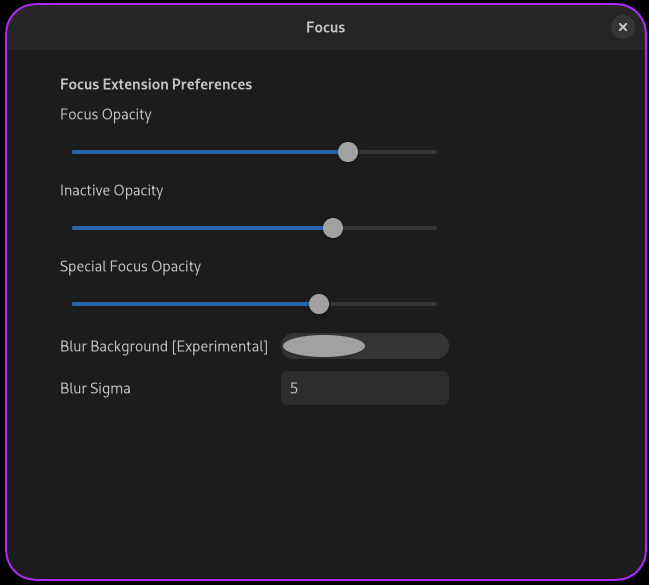 Focus
Focus Extension Preferences
Focus Opacity
Inactive Opacity
Special Focus Opacity
Blur Background [Experimental]
Blur Sigma
5